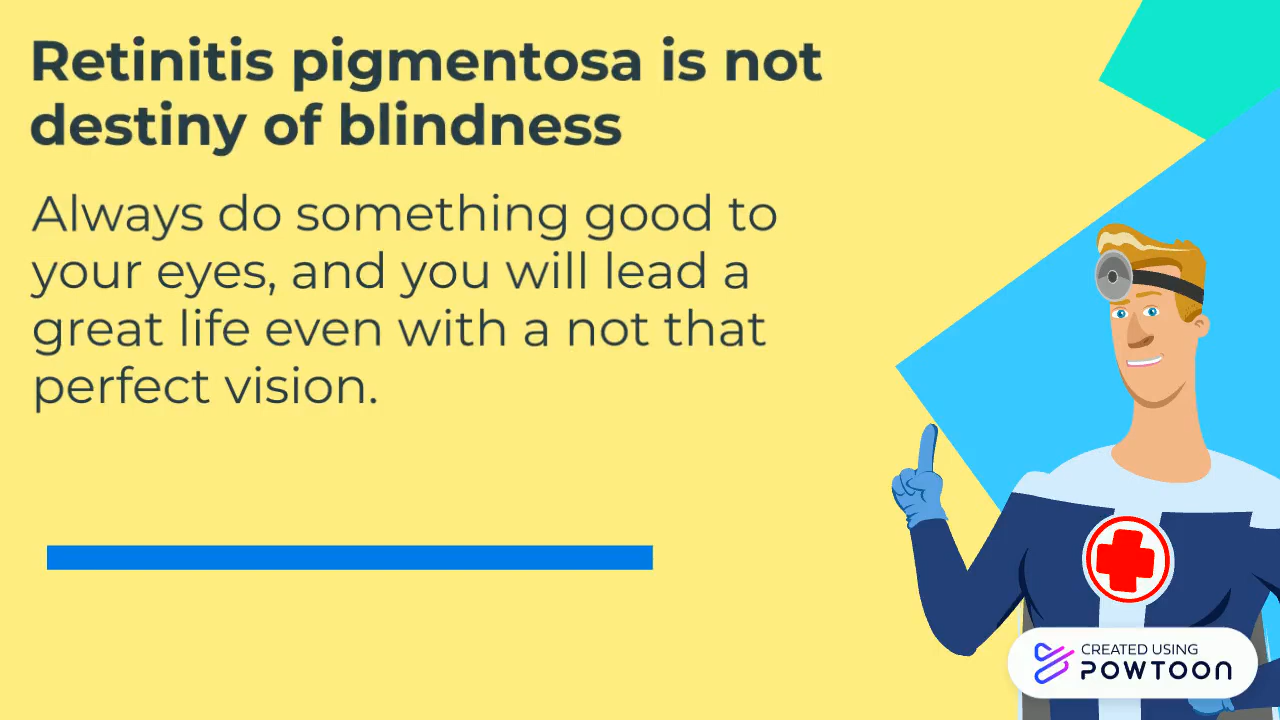 Retinitis pigmentosa is not
destiny of blindness
Always do something good to
your eyes, and you will lead a
great life even with a not that
perfect vision.
CREATED USING
POWTOON